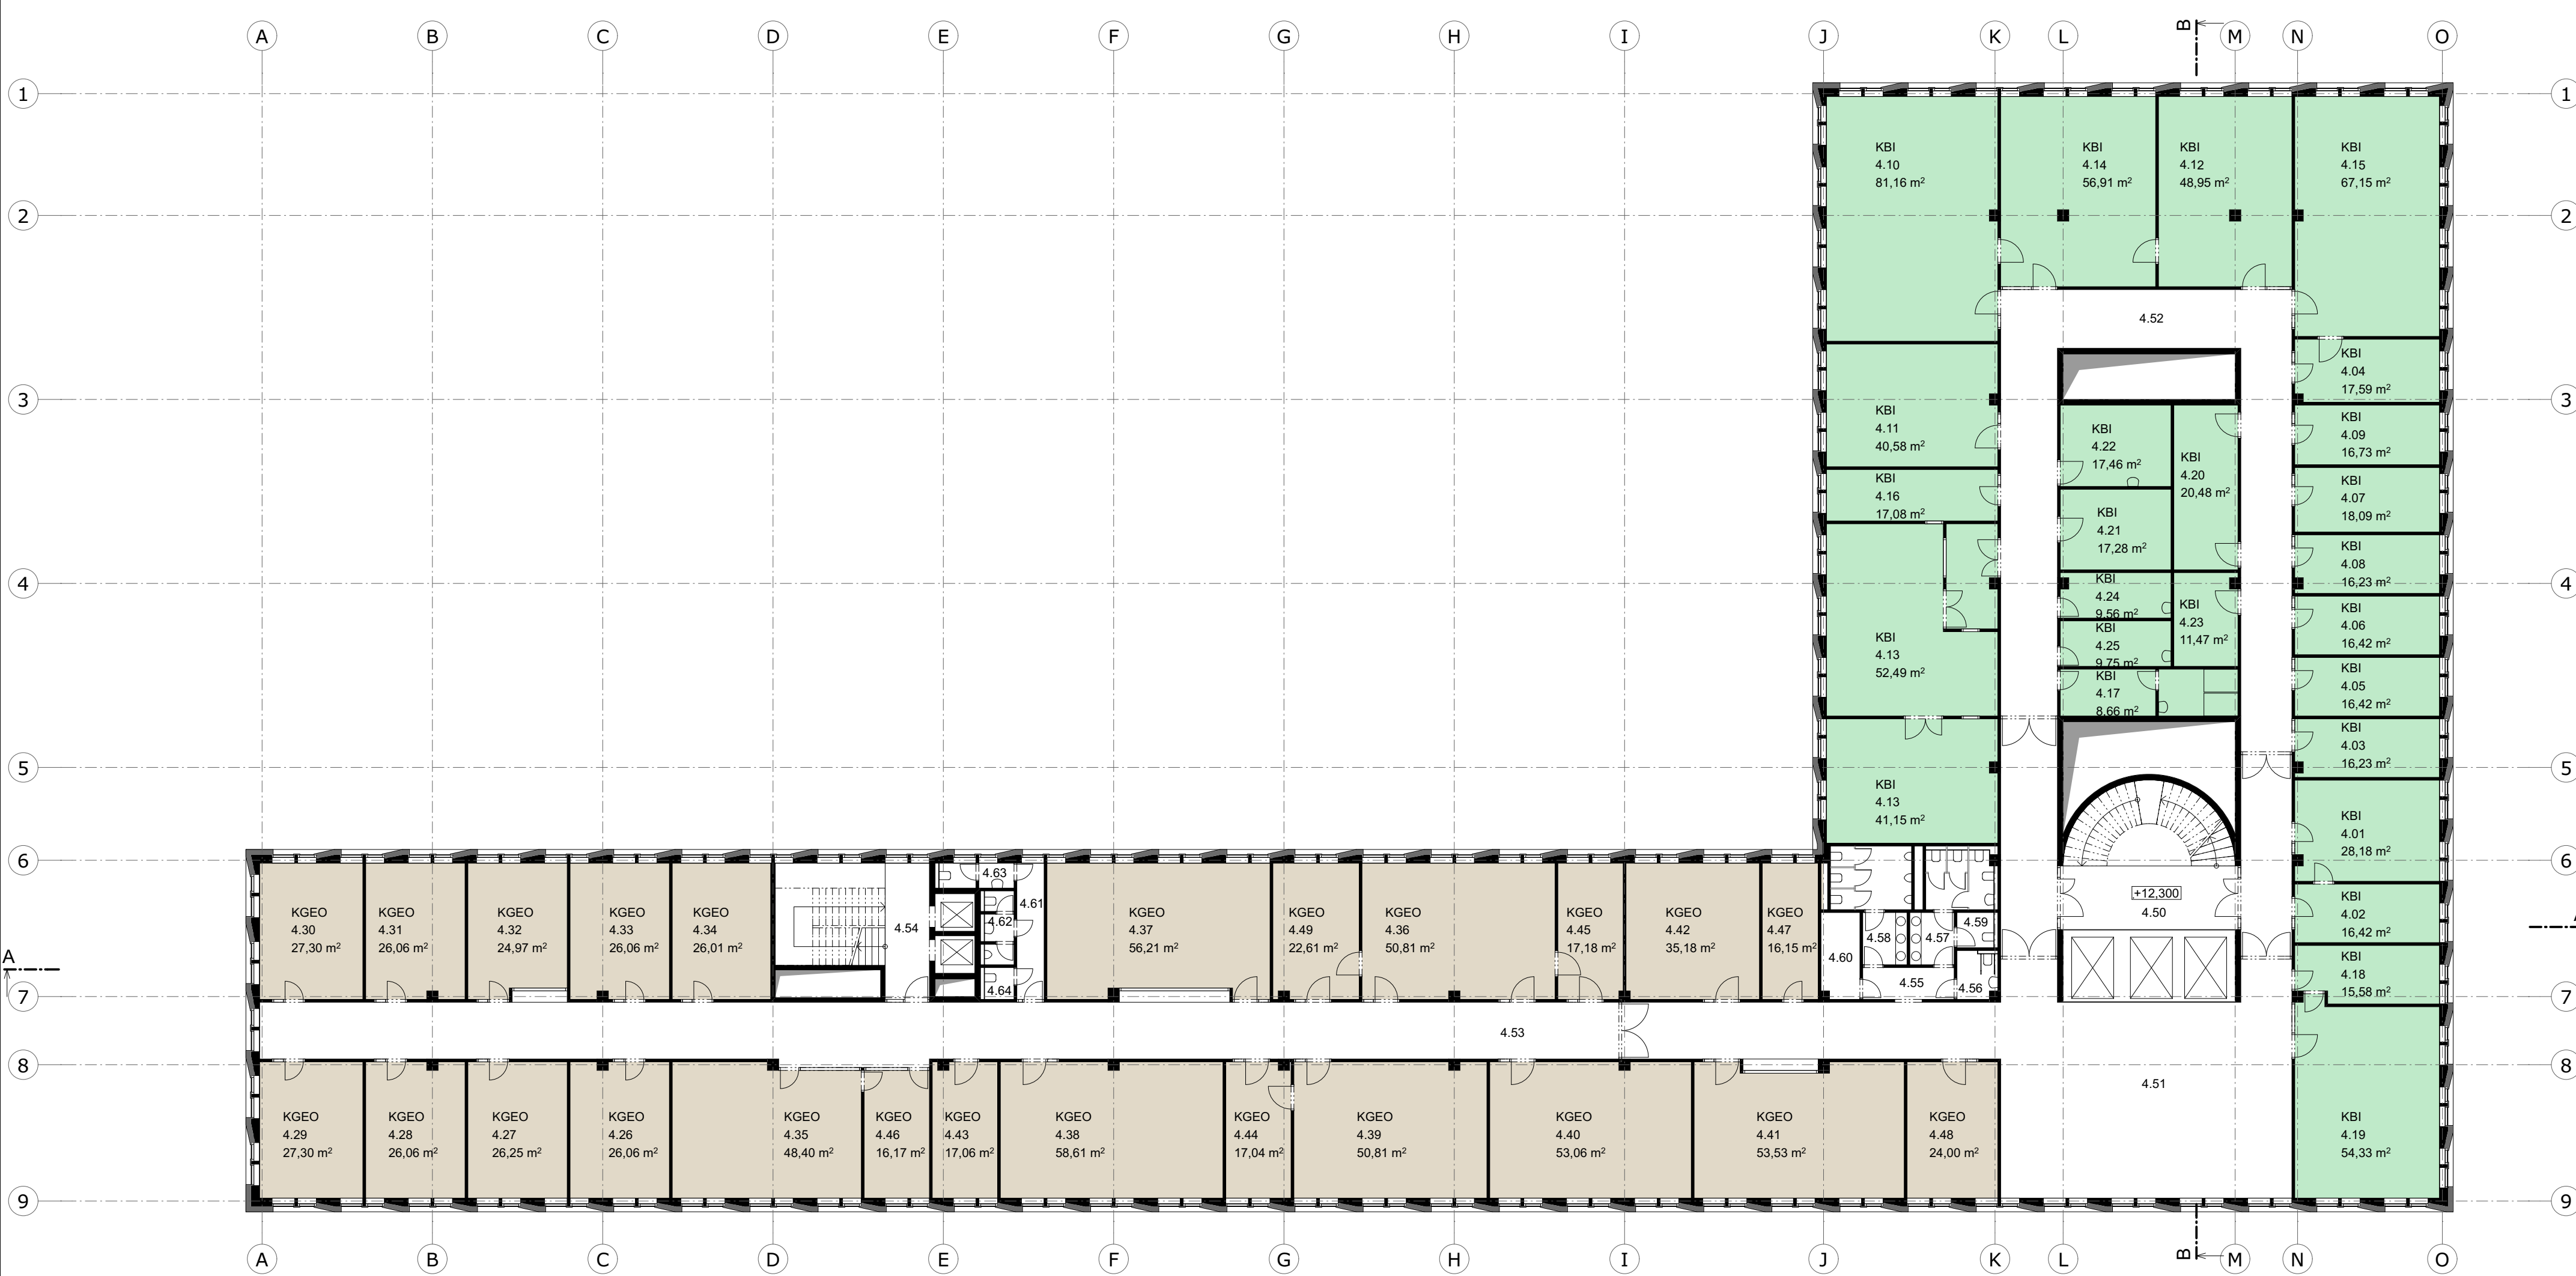 A B C D E F G H I J K L M N O
B
1 1
KBI
4.10
81,16 m²
KBI
4.14
56,91 m²
KBI
4.12
48,95 m²
KBI
4.15
67,15 m²
2 2
4.52
KBI
4.04
17,59 m²
3 3
KBI
4.11
40,58 m²
KBI
4.22
17,46 m²
KBI
4.20
20,48 m²
KBI
4.09
16,73 m²
KBI
4.16
17,08 m²
KBI
4.21
17,28 m²
KBI
4.07
18,09 m²
4 4
KBI
4.24
9,56 m²
KBI
4.23
11,47 m²
KBI
4.08
16,23 m²
KBI
4.13
52,49 m²
KBI
4.25
9,75 m²
KBI
4.06
16,42 m²
KBI
4.17
8,66 m²
KBI
4.05
16,42 m²
KBI
4.03
16,23 m²
5 5
KBI
4.13
41,15 m²
KBI
4.01
28,18 m²
6 6
+12,300
4.50
KBI
4.02
16,42 m²
KGEO
4.30
27,30 m²
KGEO
4.31
26,06 m²
KGEO
4.32
24,97 m²
KGEO
4.33
26,06 m²
KGEO
4.34
26,01 m²
4.54
4.63
4.61
4.62
4.64
KGEO
4.37
56,21 m²
KGEO
4.49
22,61 m²
KGEO
4.36
50,81 m²
KGEO
4.45
17,18 m²
KGEO
4.42
35,18 m²
KGEO
4.47
16,15 m²
4.60
4.58
4.57
4.59
4.55
4.56
KBI
4.18
15,58 m²
A
7 7
4.53
8 8
4.51
KGEO
4.29
27,30 m²
KGEO
4.28
26,06 m²
KGEO
4.27
26,25 m²
KGEO
4.26
26,06 m²
KGEO
4.35
48,40 m²
KGEO
4.46
16,17 m²
KGEO
4.43
17,06 m²
KGEO
4.38
58,61 m²
KGEO
4.44
17,04 m²
KGEO
4.39
50,81 m²
KGEO
4.40
53,06 m²
KGEO
4.41
53,53 m²
KGEO
4.48
24,00 m²
KBI
4.19
54,33 m²
9 9
B
A B C D E F G H I J K L M N O